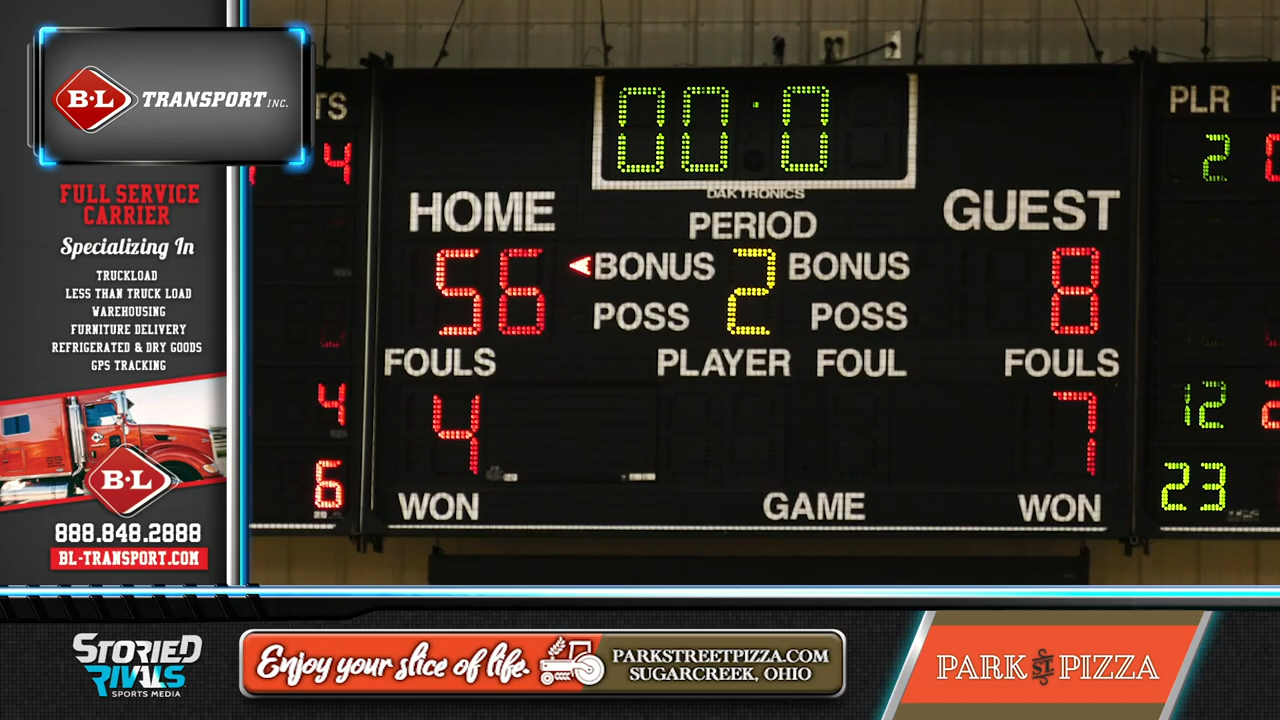 B·L TRANSPORT INC.
FULL SERVICE
CARRIER
Specializing In
TRUCKLOAD
LESS THAN TRUCK LOAD
WAREHOUSING
FURNITURE DELIVERY
REFRIGERATED & DRY GOODS
GPS TRACKING
B·L
888.848.2888
BL-TRANSPORT.COM
TS
4
4
6
00:0
DAKTRONICS
HOME
PERIOD
GUEST
56
BONUS
2
BONUS
8
POSS
POSS
FOULS
PLAYER FOUL
FOULS
4
7
WON
GAME
WON
PLR
2
12
23
STORIED
RIVALS
SPORTS MEDIA
Enjoy your slice of life.
PARKSTREETPIZZA.COM
SUGARCREEK, OHIO
PARK ST. PIZZA